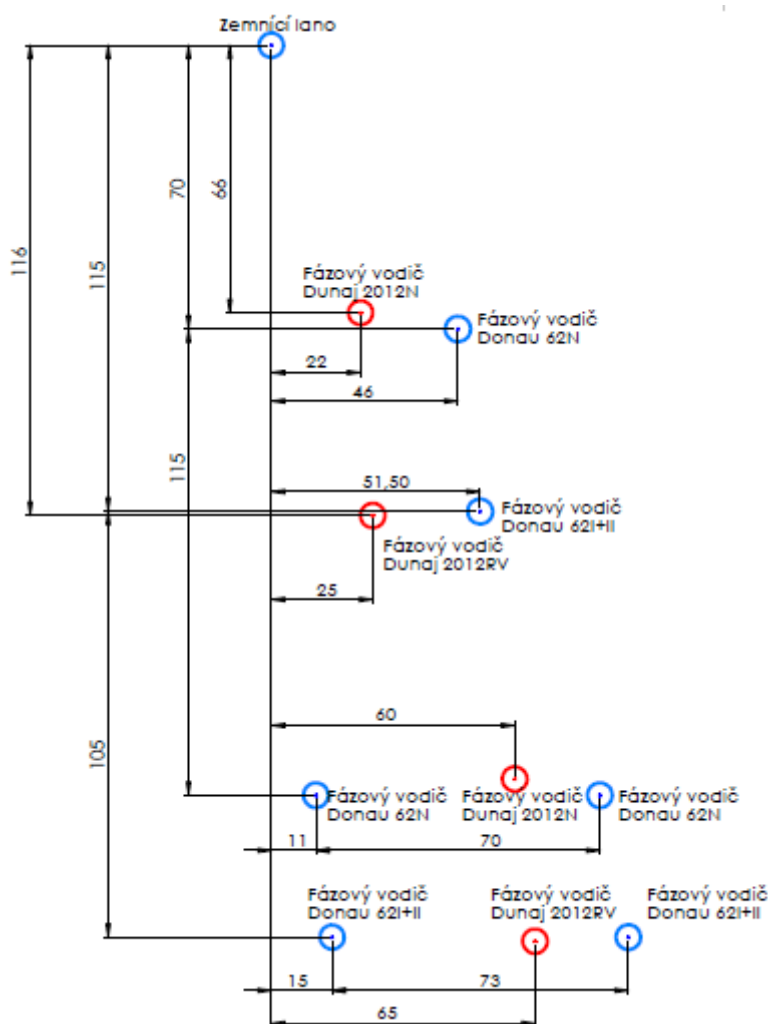 Zemnící lano
66
70
115
116
Fázový vodič
Dunaj 2012N
Fázový vodič
Donau 62N
22
46
115
51,50
Fázový vodič
Donau 62I+II
Fázový vodič
Dunaj 2012RV
25
60
105
Fázový vodič
Donau 62N
Fázový vodič
Dunaj 2012N
Fázový vodič
Donau 62N
11
70
Fázový vodič
Donau 62I+II
Fázový vodič
Dunaj 2012RV
Fázový vodič
Donau 62I+II
15
73
65